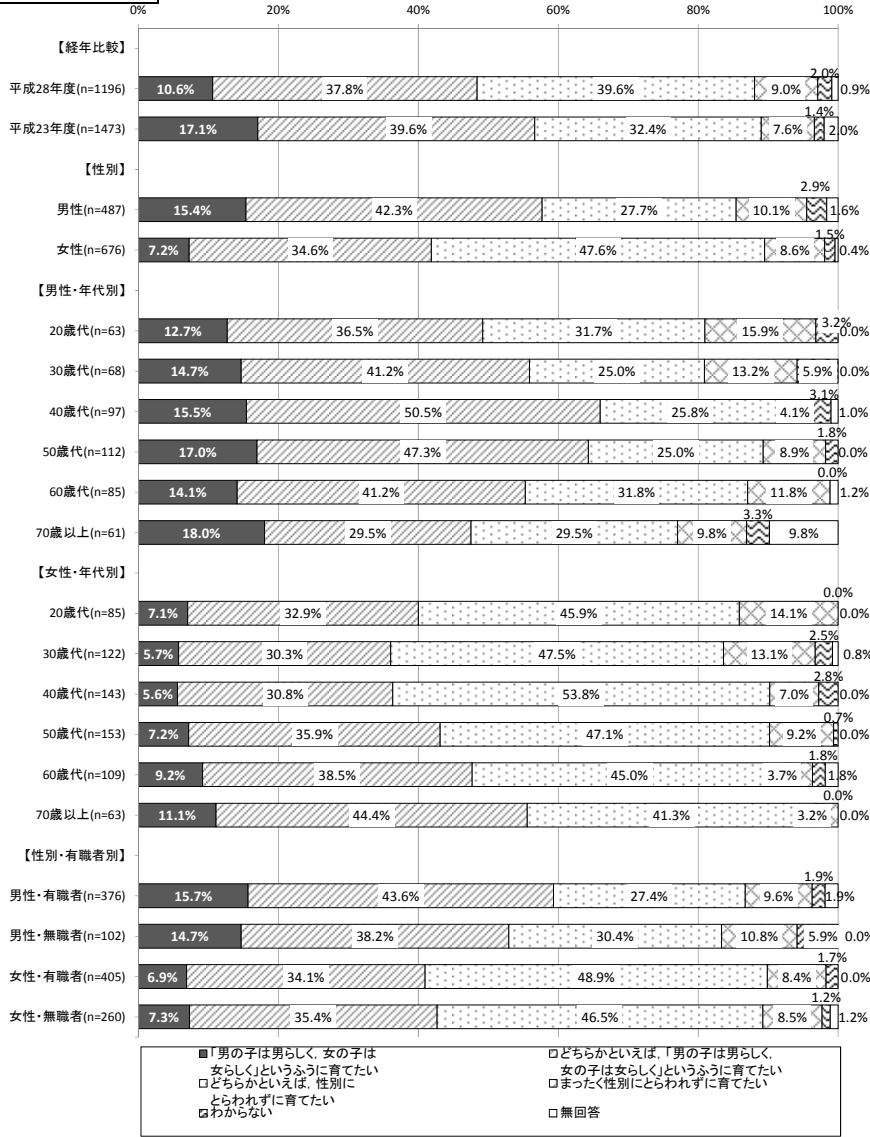 0% 20% 40% 60% 80% 100%
【経年比較】
2.0%
平成28年度(n=1196) 10.6% 37.8% 39.6% 9.0% 0.9%
1.4%
平成23年度(n=1473) 17.1% 39.6% 32.4% 7.6% 2.0%
【性別】
2.9%
男性(n=487) 15.4% 42.3% 27.7% 10.1% 1.6%
1.5%
女性(n=676) 7.2% 34.6% 47.6% 8.6% 0.4%
【男性・年代別】
3.2%
20歳代(n=63) 12.7% 36.5% 31.7% 15.9% 0.0%
30歳代(n=68) 14.7% 41.2% 25.0% 13.2% 5.9% 0.0%
3.1%
40歳代(n=97) 15.5% 50.5% 25.8% 4.1% 1.0%
1.8%
50歳代(n=112) 17.0% 47.3% 25.0% 8.9% 0.0%
0.0%
60歳代(n=85) 14.1% 41.2% 31.8% 11.8% 1.2%
3.3%
70歳以上(n=61) 18.0% 29.5% 29.5% 9.8% 9.8%
【女性・年代別】
0.0%
20歳代(n=85) 7.1% 32.9% 45.9% 14.1% 0.0%
2.5%
30歳代(n=122) 5.7% 30.3% 47.5% 13.1% 0.8%
2.8%
40歳代(n=143) 5.6% 30.8% 53.8% 7.0% 0.0%
0.7%
50歳代(n=153) 7.2% 35.9% 47.1% 9.2% 0.0%
1.8%
60歳代(n=109) 9.2% 38.5% 45.0% 3.7% 1.8%
0.0%
70歳以上(n=63) 11.1% 44.4% 41.3% 3.2% 0.0%
【性別・有職者別】
1.9%
男性・有職者(n=376) 15.7% 43.6% 27.4% 9.6% 1.9%
男性・無職者(n=102) 14.7% 38.2% 30.4% 10.8% 5.9% 0.0%
1.7%
女性・有職者(n=405) 6.9% 34.1% 48.9% 8.4% 0.0%
1.2%
女性・無職者(n=260) 7.3% 35.4% 46.5% 8.5% 1.2%
「男の子は男らしく，女の子は
女らしく」というふうに育てたい
どちらかといえば，「男の子は男らしく，
女の子は女らしく」というふうに育てたい
どちらかといえば，性別に
とらわれずに育てたい
まったく性別にとらわれずに育てたい
わからない
無回答